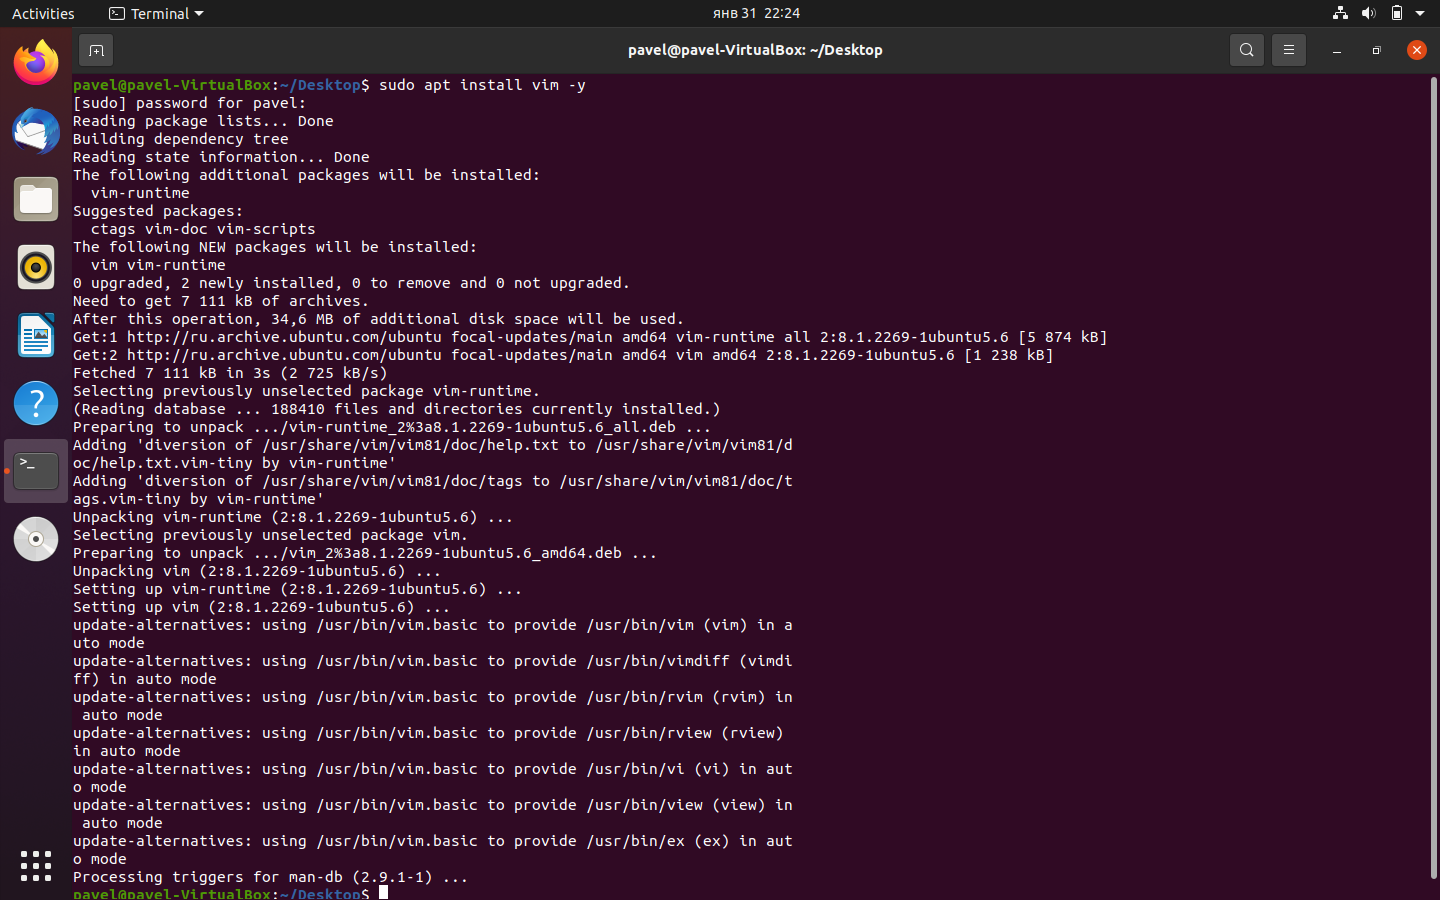 Activities
Terminal
янв 31 22:24
pavel@pavel-VirtualBox: ~/Desktop
pavel@pavel-VirtualBox:~/Desktop$ sudo apt install vim -y
[sudo] password for pavel:
Reading package lists... Done
Building dependency tree
Reading state information... Done
The following additional packages will be installed:
  vim-runtime
Suggested packages:
  ctags vim-doc vim-scripts
The following NEW packages will be installed:
  vim vim-runtime
0 upgraded, 2 newly installed, 0 to remove and 0 not upgraded.
Need to get 7 111 kB of archives.
After this operation, 34,6 MB of additional disk space will be used.
Get:1 http://ru.archive.ubuntu.com/ubuntu focal-updates/main amd64 vim-runtime all 2:8.1.2269-1ubuntu5.6 [5 874 kB]
Get:2 http://ru.archive.ubuntu.com/ubuntu focal-updates/main amd64 vim amd64 2:8.1.2269-1ubuntu5.6 [1 238 kB]
Fetched 7 111 kB in 3s (2 725 kB/s)
Selecting previously unselected package vim-runtime.
(Reading database ... 188410 files and directories currently installed.)
Preparing to unpack .../vim-runtime_2%3a8.1.2269-1ubuntu5.6_all.deb ...
Adding 'diversion of /usr/share/vim/vim81/doc/help.txt to /usr/share/vim/vim81/d
oc/help.txt.vim-tiny by vim-runtime'
Adding 'diversion of /usr/share/vim/vim81/doc/tags to /usr/share/vim/vim81/doc/t
ags.vim-tiny by vim-runtime'
Unpacking vim-runtime (2:8.1.2269-1ubuntu5.6) ...
Selecting previously unselected package vim.
Preparing to unpack .../vim_2%3a8.1.2269-1ubuntu5.6_amd64.deb ...
Unpacking vim (2:8.1.2269-1ubuntu5.6) ...
Setting up vim-runtime (2:8.1.2269-1ubuntu5.6) ...
Setting up vim (2:8.1.2269-1ubuntu5.6) ...
update-alternatives: using /usr/bin/vim.basic to provide /usr/bin/vim (vim) in a
uto mode
update-alternatives: using /usr/bin/vim.basic to provide /usr/bin/vimdiff (vimdi
ff) in auto mode
update-alternatives: using /usr/bin/vim.basic to provide /usr/bin/rvim (rvim) in
 auto mode
update-alternatives: using /usr/bin/vim.basic to provide /usr/bin/rview (rview)
in auto mode
update-alternatives: using /usr/bin/vim.basic to provide /usr/bin/vi (vi) in aut
o mode
update-alternatives: using /usr/bin/vim.basic to provide /usr/bin/view (view) in
 auto mode
update-alternatives: using /usr/bin/vim.basic to provide /usr/bin/ex (ex) in aut
o mode
Processing triggers for man-db (2.9.1-1) ...
pavel@pavel-VirtualBox:~/Desktop$